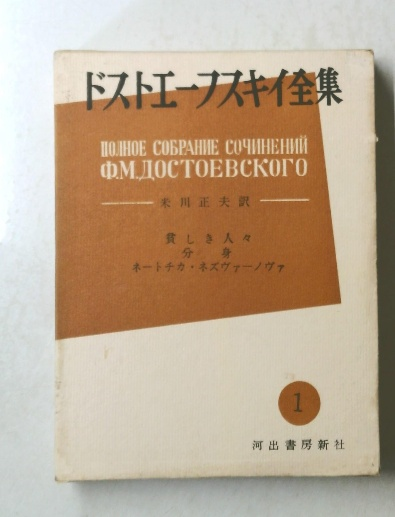 ドストエーフスキイ全集
ПОЛНОЕ СОБРАНИЕ СОЧИНЕНИЙ
Ф.М.ДОСТОЕВСКОГО
米川正夫訳
貧しき人々
分身
ネートチカ・ネズヴァーノヴァ
1
河出書房新社